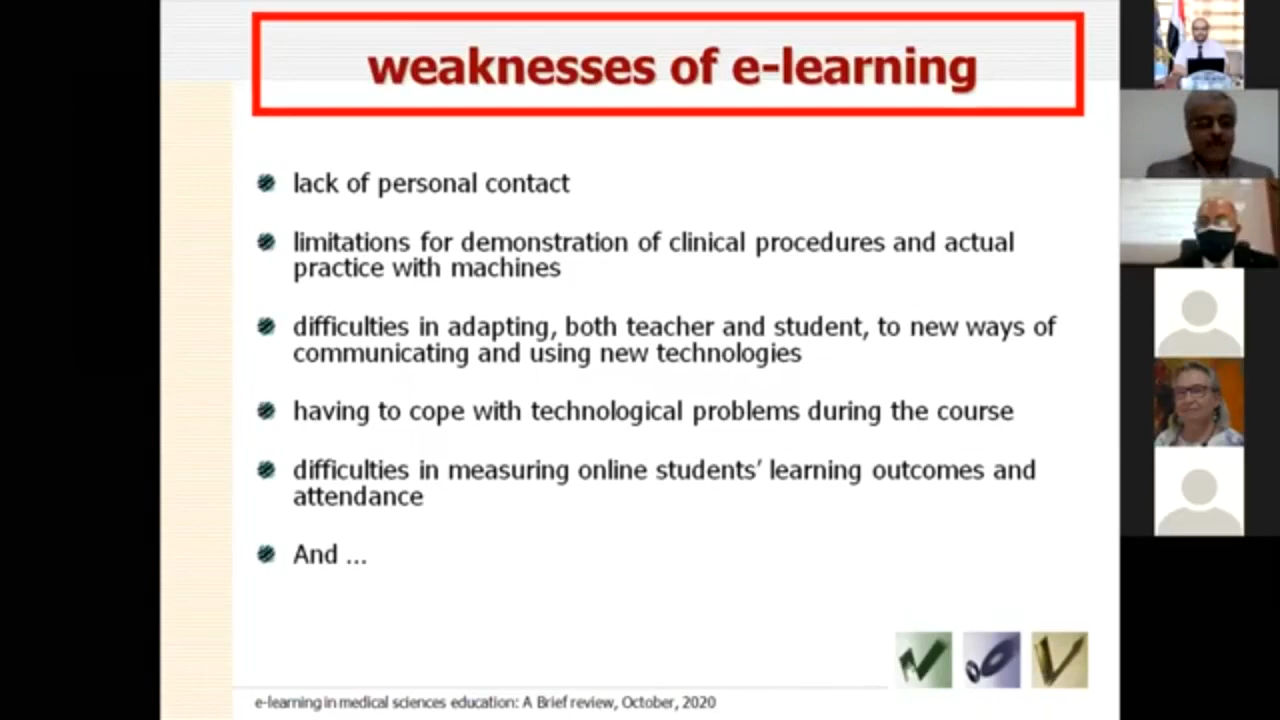 weaknesses of e-learning
lack of personal contact
limitations for demonstration of clinical procedures and actual
practice with machines
difficulties in adapting, both teacher and student, to new ways of
communicating and using new technologies
having to cope with technological problems during the course
difficulties in measuring online students’ learning outcomes and
attendance
And ...
e-learning in medical sciences education: A Brief review, October, 2020